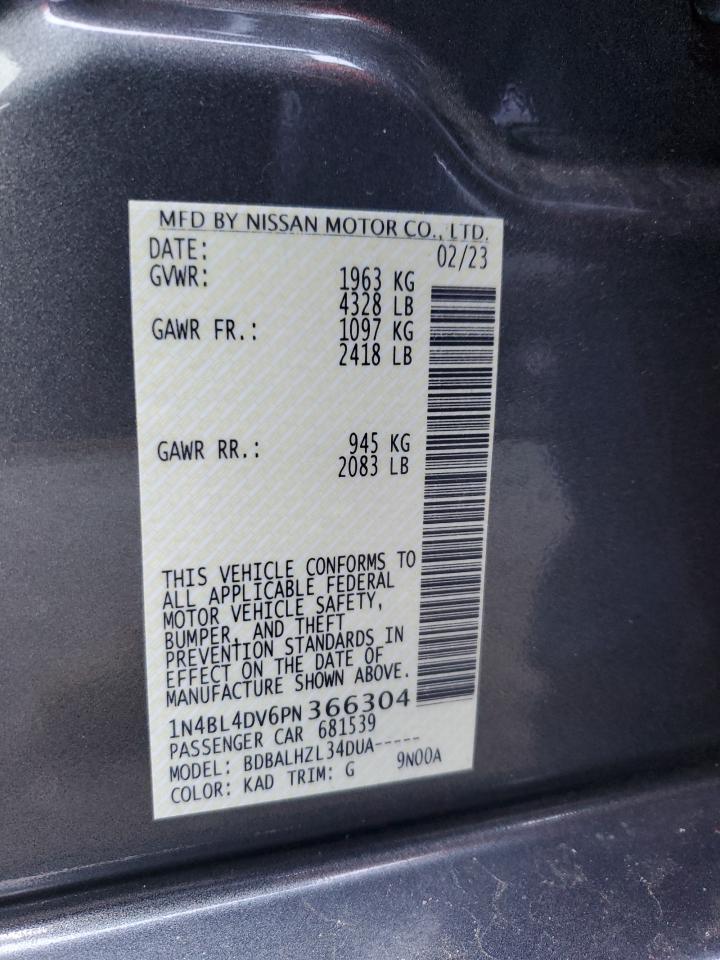 MFD BY NISSAN MOTOR CO., LTD.
DATE: 02/23
GVWR: 1963 KG
4328 LB
GAWR FR.: 1097 KG
2418 LB
GAWR RR.: 945 KG
2083 LB
THIS VEHICLE CONFORMS TO
ALL APPLICABLE FEDERAL
MOTOR VEHICLE SAFETY,
BUMPER, AND THEFT
PREVENTION STANDARDS IN
EFFECT ON THE DATE OF
MANUFACTURE SHOWN ABOVE.
1N4BL4DV6PN366304
PASSENGER CAR 681539
MODEL: BDBALHZL34DUA-----
COLOR: KAD TRIM: G 9N00A